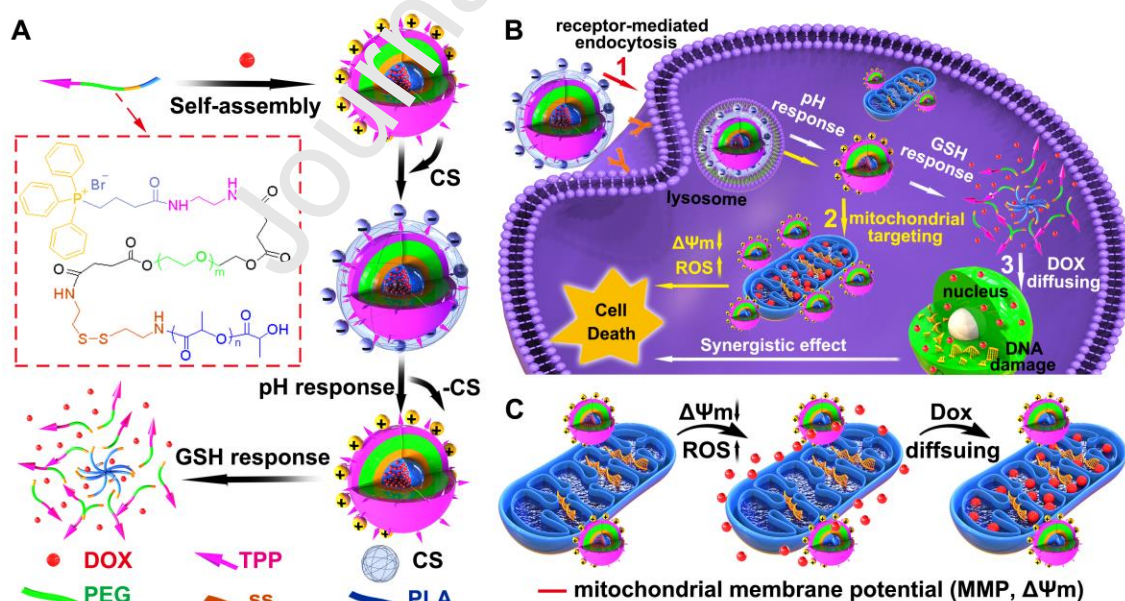 A
Self-assembly
Journa
CS
Br⁻
P⁺
O
NH
H
N
O
O
O
O
m
O
O
O
HN
S-S
H
N
O
O
n
O
OH
pH response
-CS
GSH response
DOX
TPP
CS
PEG
ss
PLA
B
receptor-mediated
endocytosis
1
pH
response
GSH
response
lysosome
2 mitochondrial
targeting
ΔΨm↓
ROS↑
3 DOX
diffusing
nucleus
Cell
Death
Synergistic effect
DNA
damage
C
ΔΨm↓
ROS↑
Dox
diffsuing
mitochondrial membrane potential (MMP, ΔΨm)